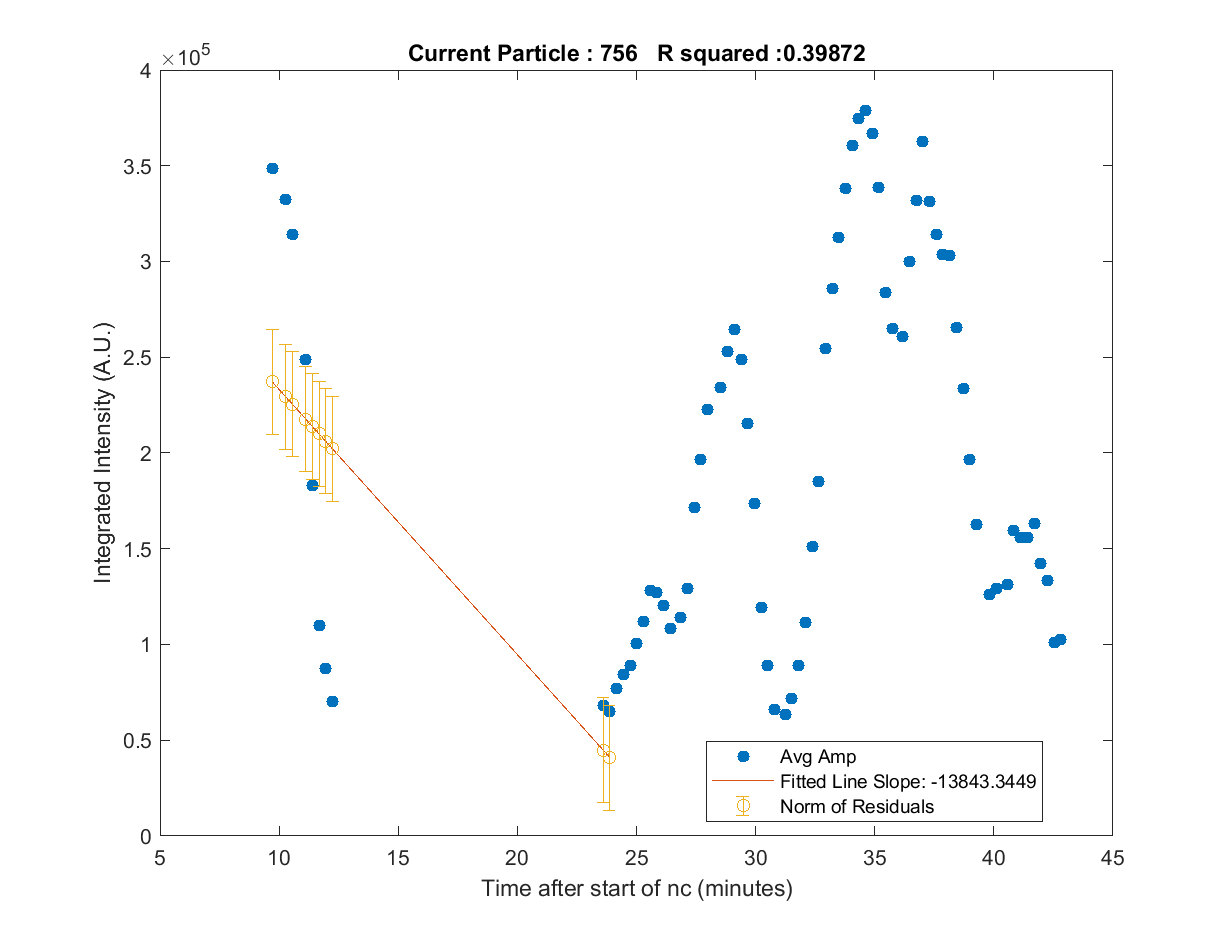 Current Particle : 756   R squared :0.39872
×10^5
4
3.5
3
2.5
2
1.5
1
0.5
0
Integrated Intensity (A.U.)
5 10 15 20 25 30 35 40 45
Time after start of nc (minutes)
Avg Amp
Fitted Line Slope: -13843.3449
Norm of Residuals